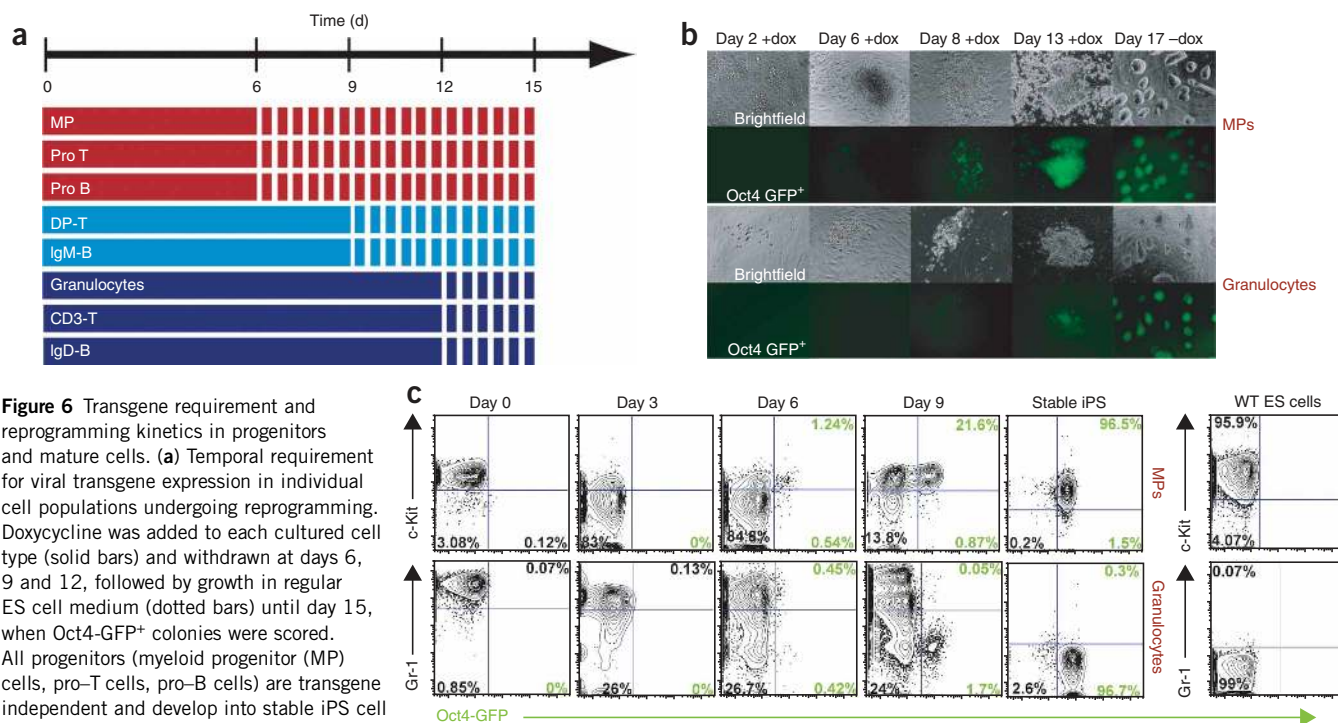 a
Time (d)
0 6 9 12 15
MP
Pro T
Pro B
DP-T
IgM-B
Granulocytes
CD3-T
IgD-B
b
Day 2 +dox Day 6 +dox Day 8 +dox Day 13 +dox Day 17 –dox
Brightfield
Oct4 GFP+
MPs
Brightfield
Oct4 GFP+
Granulocytes
Figure 6 Transgene requirement and
reprogramming kinetics in progenitors
and mature cells. (a) Temporal requirement
for viral transgene expression in individual
cell populations undergoing reprogramming.
Doxycycline was added to each cultured cell
type (solid bars) and withdrawn at days 6,
9 and 12, followed by growth in regular
ES cell medium (dotted bars) until day 15,
when Oct4-GFP+ colonies were scored.
All progenitors (myeloid progenitor (MP)
cells, pro–T cells, pro–B cells) are transgene
independent and develop into stable iPS cell
c
Day 0 Day 3 Day 6 Day 9 Stable iPS WT ES cells
1.24% 21.6% 96.5% 95.9%
c-Kit MPs c-Kit
3.08% 0.12% 83% 0% 84.8% 0.54% 13.8% 0.87% 0.2% 1.5% 4.07%
0.07% 0.13% 0.45% 0.05% 0.3% 0.07%
Gr-1 Granulocytes Gr-1
0.85% 0% 26% 0% 26.7% 0.42% 24% 1.7% 2.6% 96.7% 99%
Oct4-GFP